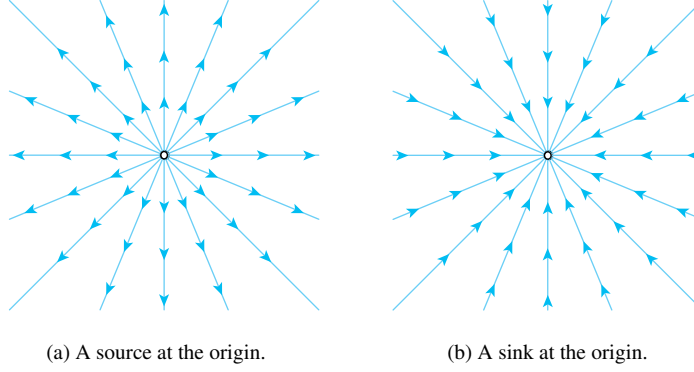 (a) A source at the origin.
(b) A sink at the origin.